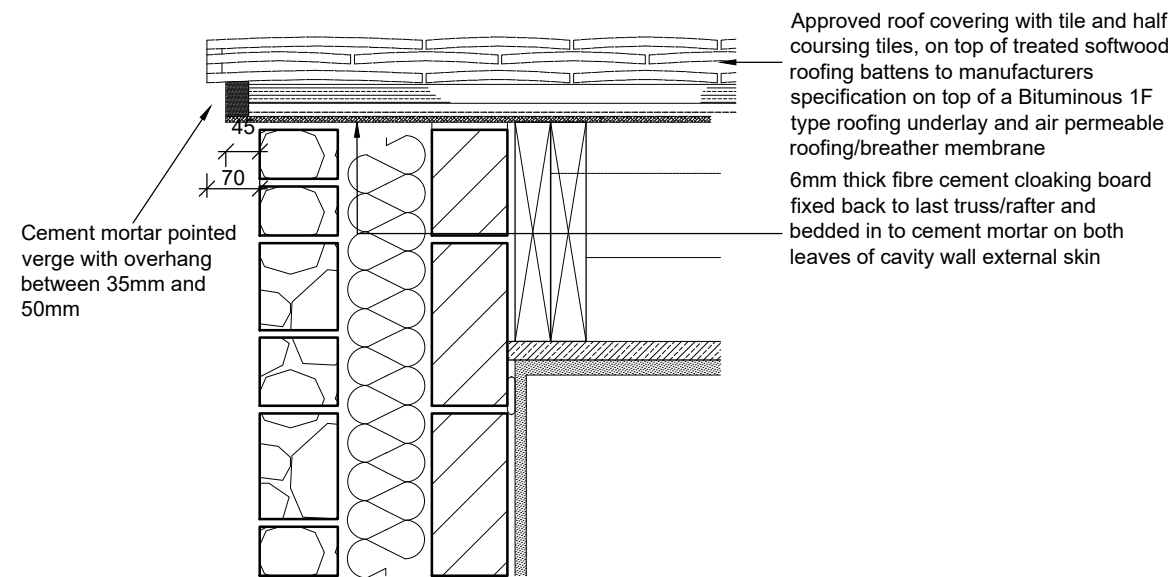 Approved roof covering with tile and half
coursing tiles, on top of treated softwood
roofing battens to manufacturers
specification on top of a Bituminous 1F
type roofing underlay and air permeable
roofing/breather membrane
6mm thick fibre cement cloaking board
fixed back to last truss/rafter and
bedded in to cement mortar on both
leaves of cavity wall external skin
45
70
Cement mortar pointed
verge with overhang
between 35mm and
50mm